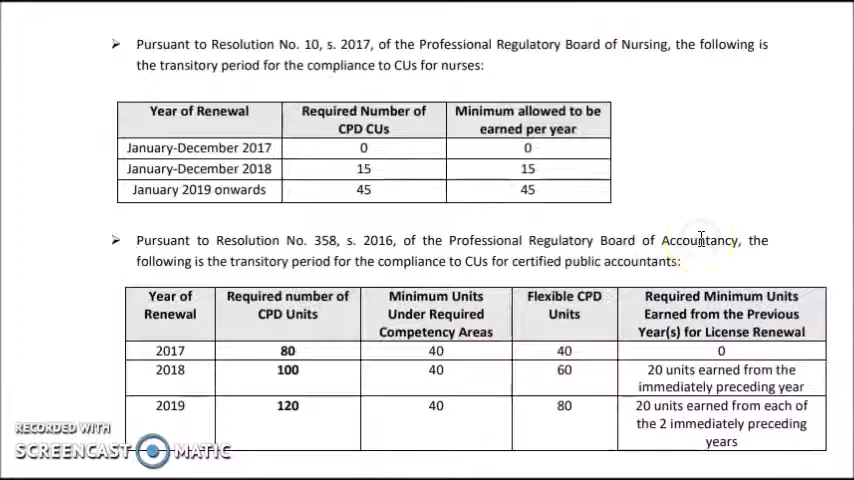 ➢ Pursuant to Resolution No. 10, s. 2017, of the Professional Regulatory Board of Nursing, the following is
the transitory period for the compliance to CUs for nurses:
Year of Renewal | Required Number of CPD CUs | Minimum allowed to be earned per year
January-December 2017 | 0 | 0
January-December 2018 | 15 | 15
January 2019 onwards | 45 | 45
➢ Pursuant to Resolution No. 358, s. 2016, of the Professional Regulatory Board of Accountancy, the
following is the transitory period for the compliance to CUs for certified public accountants:
Year of Renewal | Required number of CPD Units | Minimum Units Under Required Competency Areas | Flexible CPD Units | Required Minimum Units Earned from the Previous Year(s) for License Renewal
2017 | 80 | 40 | 40 | 0
2018 | 100 | 40 | 60 | 20 units earned from the immediately preceding year
2019 | 120 | 40 | 80 | 20 units earned from each of the 2 immediately preceding years
RECORDED WITH
SCREENCAST MATIC